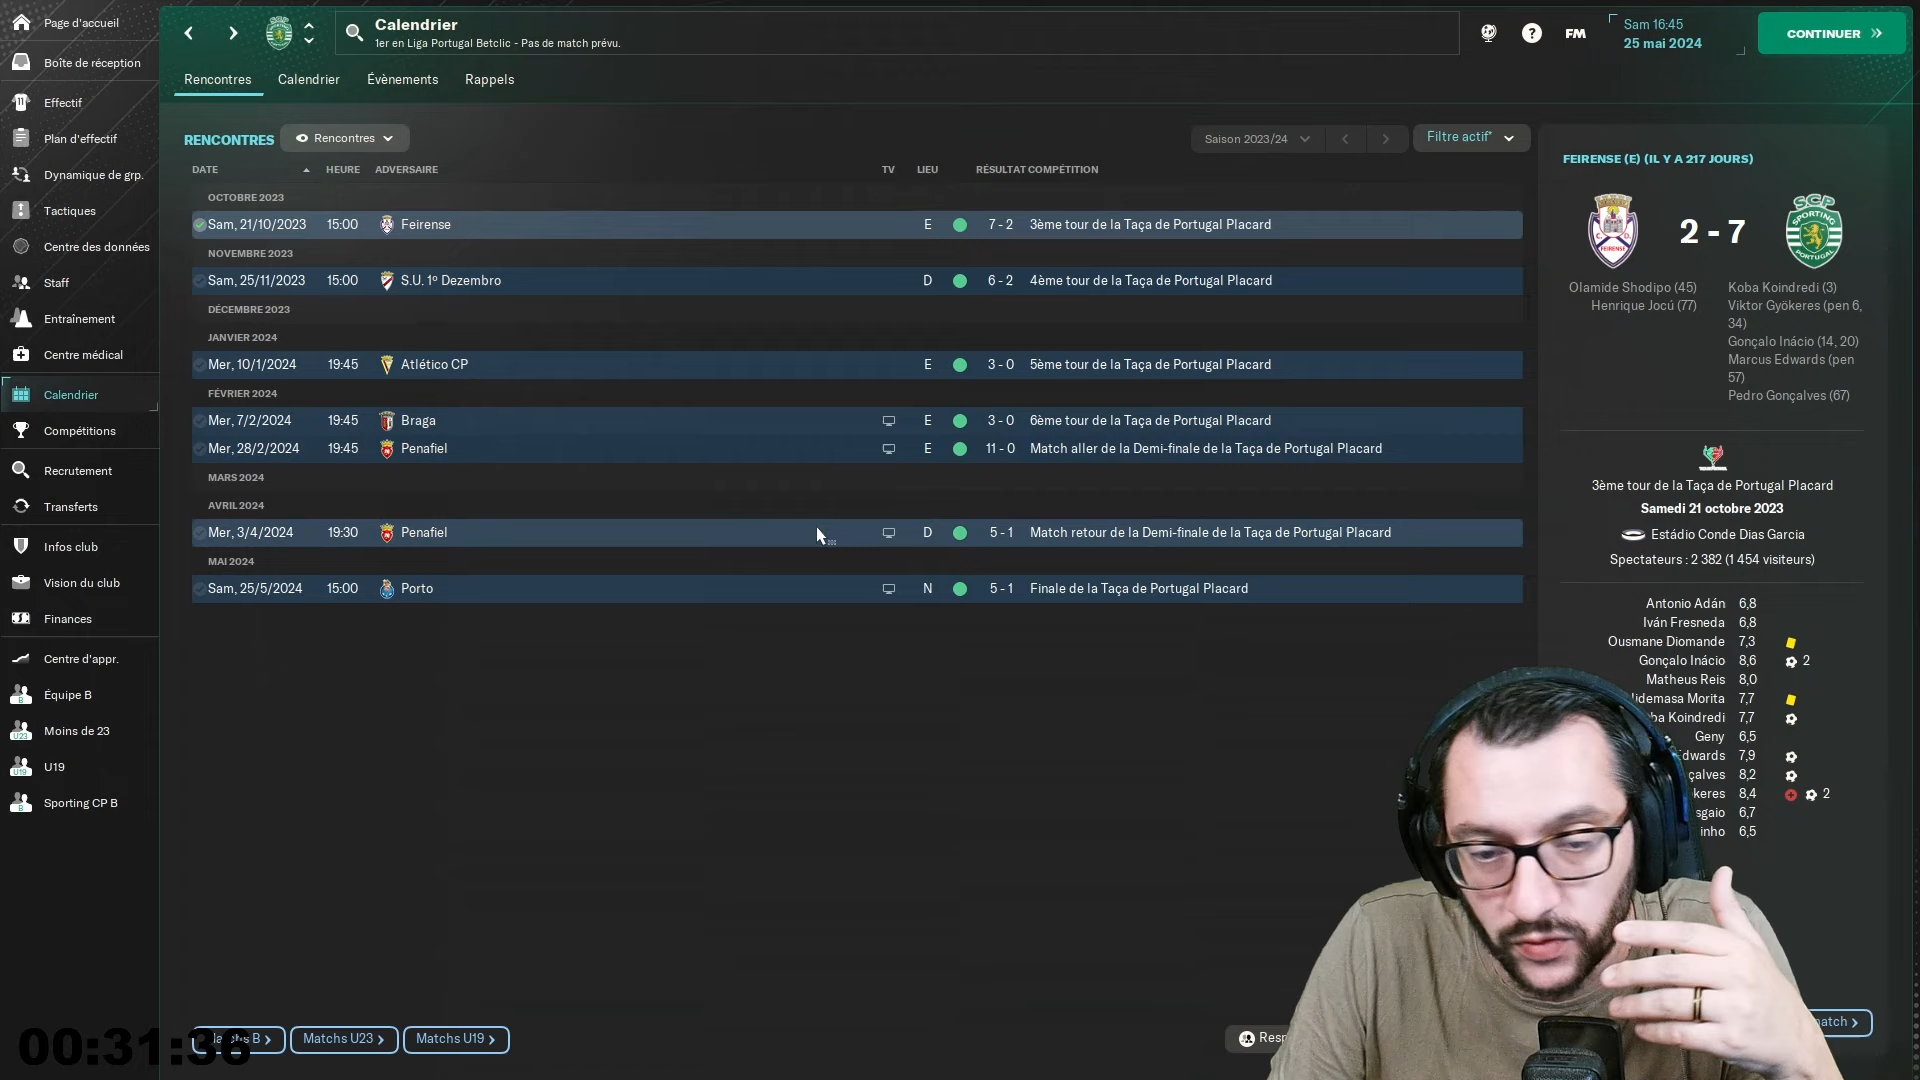 Page d'accueil
Boîte de réception
Effectif
Plan d'effectif
Dynamique de grp.
Tactiques
Centre des données
Staff
Entraînement
Centre médical
Calendrier
Compétitions
Recrutement
Transferts
Infos club
Vision du club
Finances
Centre d'appr.
Équipe B
Moins de 23
U19
Sporting CP B
Calendrier
1er en Liga Portugal Betclic - Pas de match prévu.
FM
Sam 16:45
25 mai 2024
CONTINUER
Rencontres Calendrier Évènements Rappels
RENCONTRES Rencontres
Saison 2023/24 Filtre actif*
DATE HEURE ADVERSAIRE TV LIEU RÉSULTAT COMPÉTITION
OCTOBRE 2023
Sam, 21/10/2023 15:00 Feirense E 7 - 2 3ème tour de la Taça de Portugal Placard
NOVEMBRE 2023
Sam, 25/11/2023 15:00 S.U. 1º Dezembro D 6 - 2 4ème tour de la Taça de Portugal Placard
DÉCEMBRE 2023
JANVIER 2024
Mer, 10/1/2024 19:45 Atlético CP E 3 - 0 5ème tour de la Taça de Portugal Placard
FÉVRIER 2024
Mer, 7/2/2024 19:45 Braga E 3 - 0 6ème tour de la Taça de Portugal Placard
Mer, 28/2/2024 19:45 Penafiel E 11 - 0 Match aller de la Demi-finale de la Taça de Portugal Placard
MARS 2024
AVRIL 2024
Mer, 3/4/2024 19:30 Penafiel D 5 - 1 Match retour de la Demi-finale de la Taça de Portugal Placard
MAI 2024
Sam, 25/5/2024 15:00 Porto N 5 - 1 Finale de la Taça de Portugal Placard
FEIRENSE (E) (IL Y A 217 JOURS)
2 - 7
Olamide Shodipo (45)
Henrique Jocú (77)
Koba Koindredi (3)
Viktor Gyökeres (pen 6,
34)
Gonçalo Inácio (14, 20)
Marcus Edwards (pen
57)
Pedro Gonçalves (67)
3ème tour de la Taça de Portugal Placard
Samedi 21 octobre 2023
Estádio Conde Dias Garcia
Spectateurs : 2 382 (1 454 visiteurs)
Antonio Adán 6,8
Iván Fresneda 6,8
Ousmane Diomande 7,3
Gonçalo Inácio 8,6 2
Matheus Reis 8,0
idemasa Morita 7,7
ba Koindredi 7,7
Geny 6,5
Edwards 7,9
çalves 8,2
keres 8,4 2
sgaio 6,7
inho 6,5
00:31:36
Matchs U23
Matchs U19
Resp
match